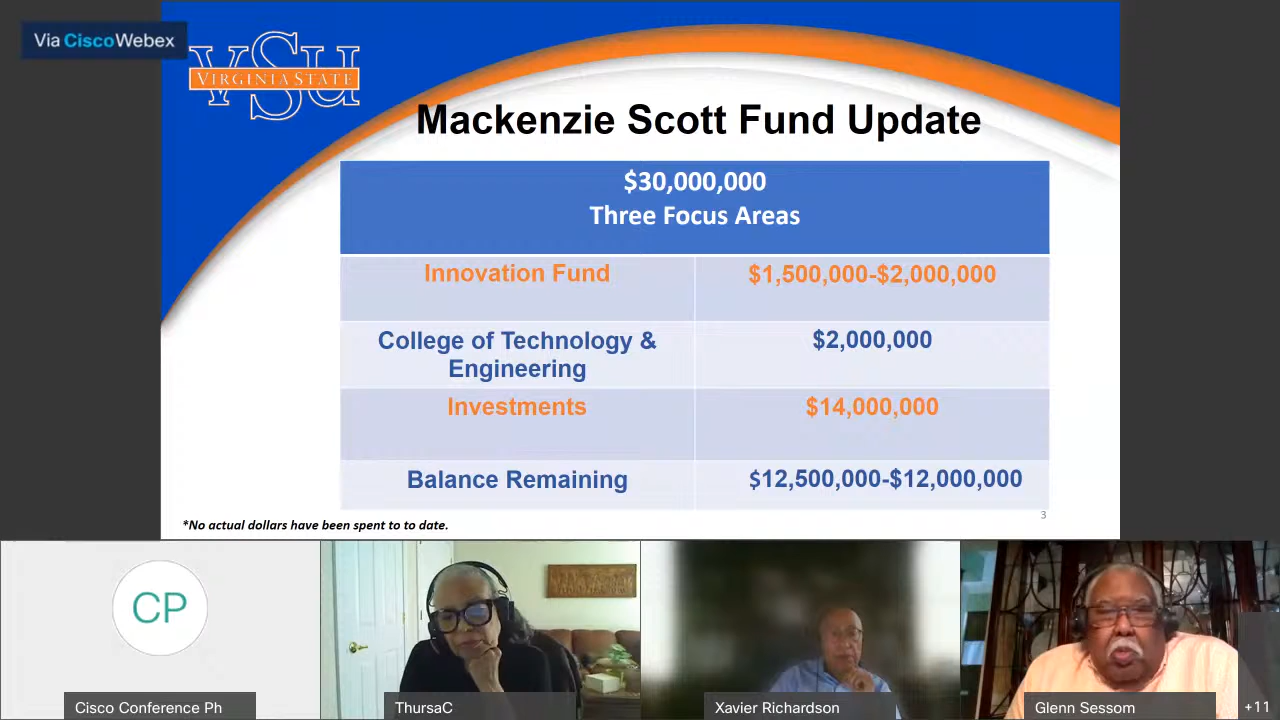 Via Cisco Webex
VSU
VIRGINIA STATE
Mackenzie Scott Fund Update
$30,000,000
Three Focus Areas
Innovation Fund
$1,500,000-$2,000,000
College of Technology &
Engineering
$2,000,000
Investments
$14,000,000
Balance Remaining
$12,500,000-$12,000,000
3
*No actual dollars have been spent to to date.
CP
Cisco Conference Ph
ThursaC
Xavier Richardson
Glenn Sessom
+11